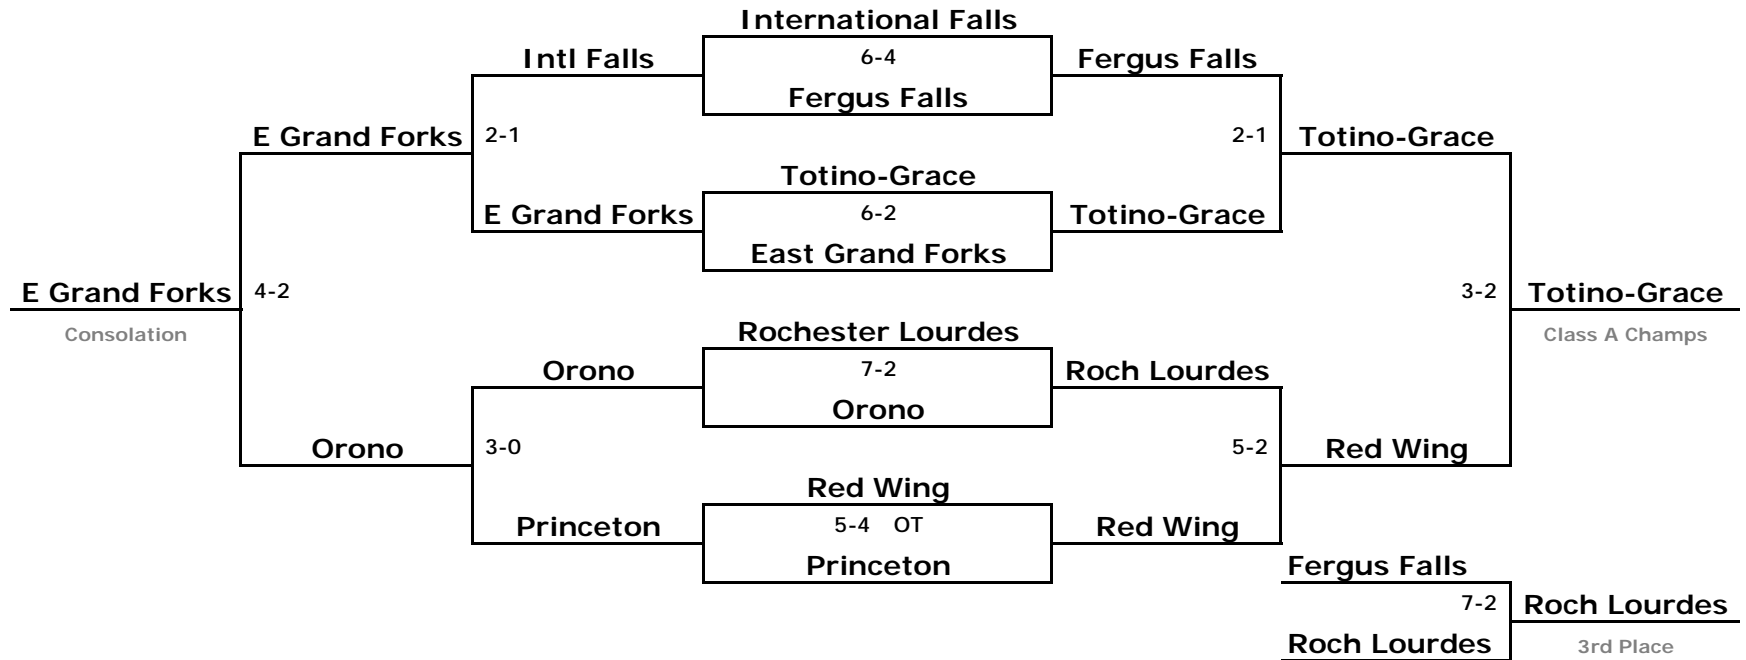 International Falls
Intl Falls 6-4 Fergus Falls
Fergus Falls
E Grand Forks 2-1 2-1 Totino-Grace
Totino-Grace
E Grand Forks 6-2 Totino-Grace
East Grand Forks
E Grand Forks 4-2 3-2 Totino-Grace
Consolation Rochester Lourdes Class A Champs
Orono 7-2 Roch Lourdes
Orono
Orono 3-0 5-2 Red Wing
Red Wing
Princeton 5-4 OT Red Wing
Princeton Fergus Falls
7-2 Roch Lourdes
Roch Lourdes 3rd Place